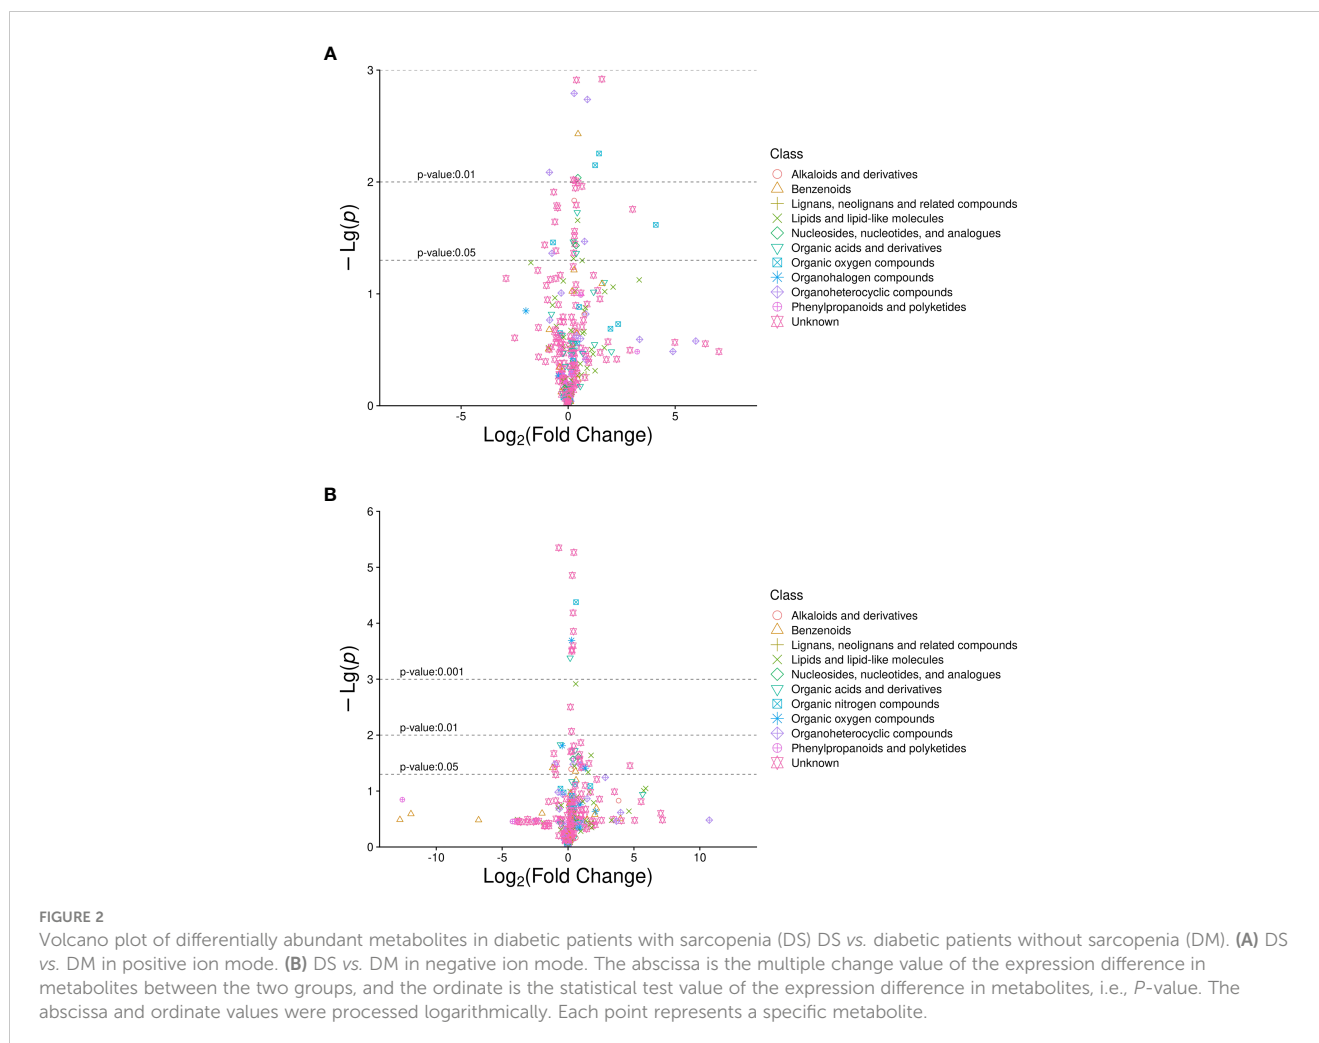 A
3
2
1
0
p-value:0.01
p-value:0.05
− Lg(p)
-5
0
5
Log2(Fold Change)
Class
Alkaloids and derivatives
Benzenoids
Lignans, neolignans and related compounds
Lipids and lipid-like molecules
Nucleosides, nucleotides, and analogues
Organic acids and derivatives
Organic oxygen compounds
Organohalogen compounds
Organoheterocyclic compounds
Phenylpropanoids and polyketides
Unknown
B
6
5
4
3
2
1
0
p-value:0.001
p-value:0.01
p-value:0.05
− Lg(p)
-10
-5
0
5
10
Log2(Fold Change)
Class
Alkaloids and derivatives
Benzenoids
Lignans, neolignans and related compounds
Lipids and lipid-like molecules
Nucleosides, nucleotides, and analogues
Organic acids and derivatives
Organic nitrogen compounds
Organic oxygen compounds
Organoheterocyclic compounds
Phenylpropanoids and polyketides
Unknown
FIGURE 2
Volcano plot of differentially abundant metabolites in diabetic patients with sarcopenia (DS) DS vs. diabetic patients without sarcopenia (DM). (A) DS
vs. DM in positive ion mode. (B) DS vs. DM in negative ion mode. The abscissa is the multiple change value of the expression difference in
metabolites between the two groups, and the ordinate is the statistical test value of the expression difference in metabolites, i.e., P-value. The
abscissa and ordinate values were processed logarithmically. Each point represents a specific metabolite.